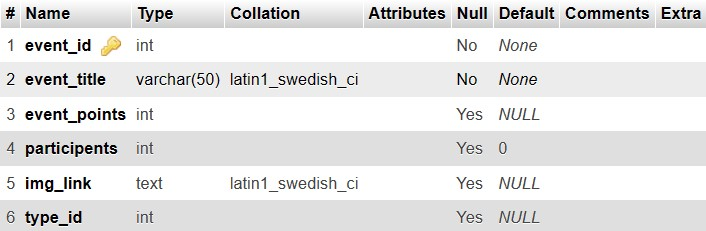 # Name Type Collation Attributes Null Default Comments Extra
1 event_id int No None
2 event_title varchar(50) latin1_swedish_ci No None
3 event_points int Yes NULL
4 participents int Yes 0
5 img_link text latin1_swedish_ci Yes NULL
6 type_id int Yes NULL